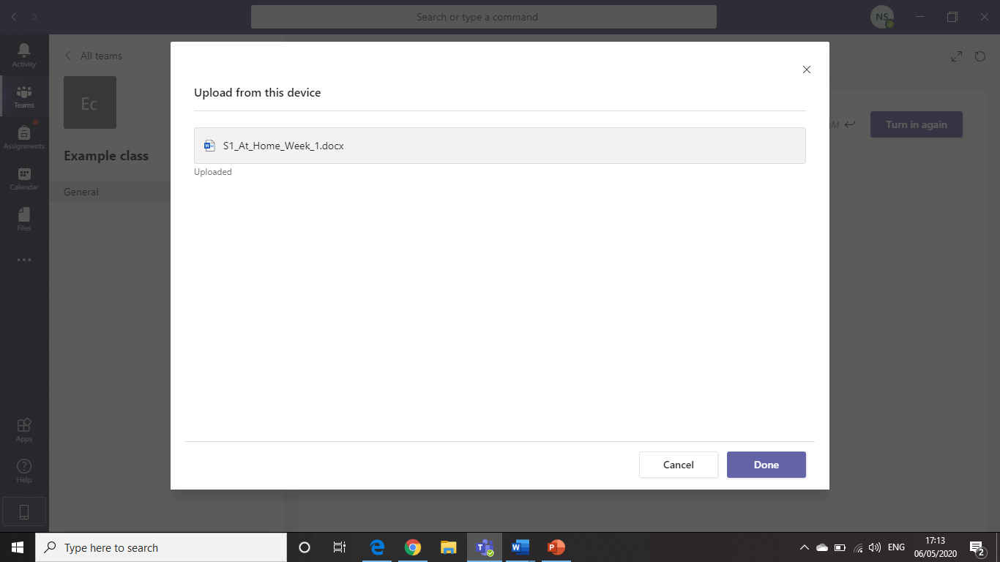 Search or type a command
NS
Activity
Teams
Assignments
Calendar
Files
Apps
Help
All teams
Ec
Example class
General
Upload from this device
S1_At_Home_Week_1.docx
Uploaded
Cancel
Done
AM
Turn in again
Type here to search
ENG
17:13
06/05/2020
2